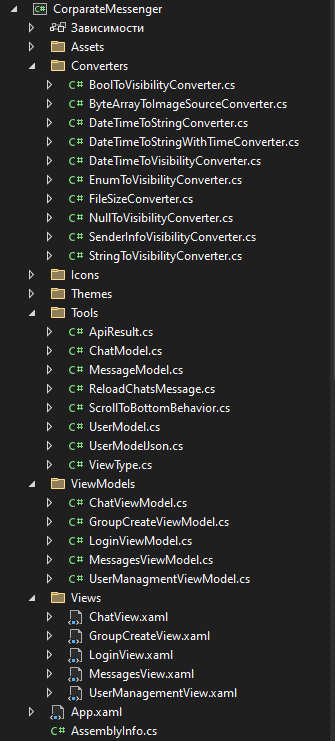 CorparateMessenger
Зависимости
Assets
Converters
C# BoolToVisibilityConverter.cs
C# ByteArrayToImageSourceConverter.cs
C# DateTimeToStringConverter.cs
C# DateTimeToStringWithTimeConverter.cs
C# DateTimeToVisibilityConverter.cs
C# EnumToVisibilityConverter.cs
C# FileSizeConverter.cs
C# NullToVisibilityConverter.cs
C# SenderInfoVisibilityConverter.cs
C# StringToVisibilityConverter.cs
Icons
Themes
Tools
C# ApiResult.cs
C# ChatModel.cs
C# MessageModel.cs
C# ReloadChatsMessage.cs
C# ScrollToBottomBehavior.cs
C# UserModel.cs
C# UserModelJson.cs
C# ViewType.cs
ViewModels
C# ChatViewModel.cs
C# GroupCreateViewModel.cs
C# LoginViewModel.cs
C# MessagesViewModel.cs
C# UserManagmentViewModel.cs
Views
ChatView.xaml
GroupCreateView.xaml
LoginView.xaml
MessagesView.xaml
UserManagementView.xaml
App.xaml
C# AssemblyInfo.cs